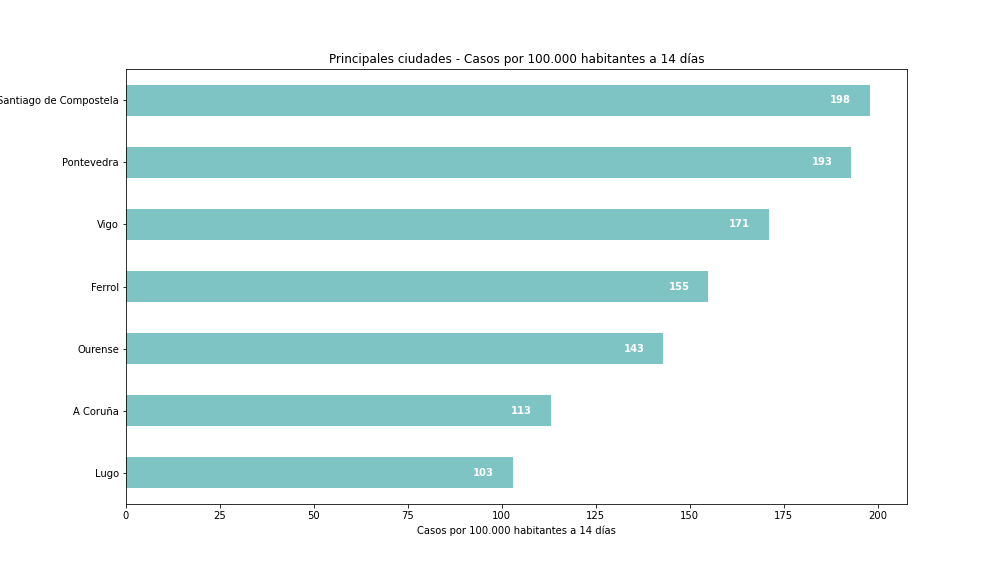 Principales ciudades - Casos por 100.000 habitantes a 14 días
Santiago de Compostela 198
Pontevedra 193
Vigo 171
Ferrol 155
Ourense 143
A Coruña 113
Lugo 103
0 25 50 75 100 125 150 175 200
Casos por 100.000 habitantes a 14 días